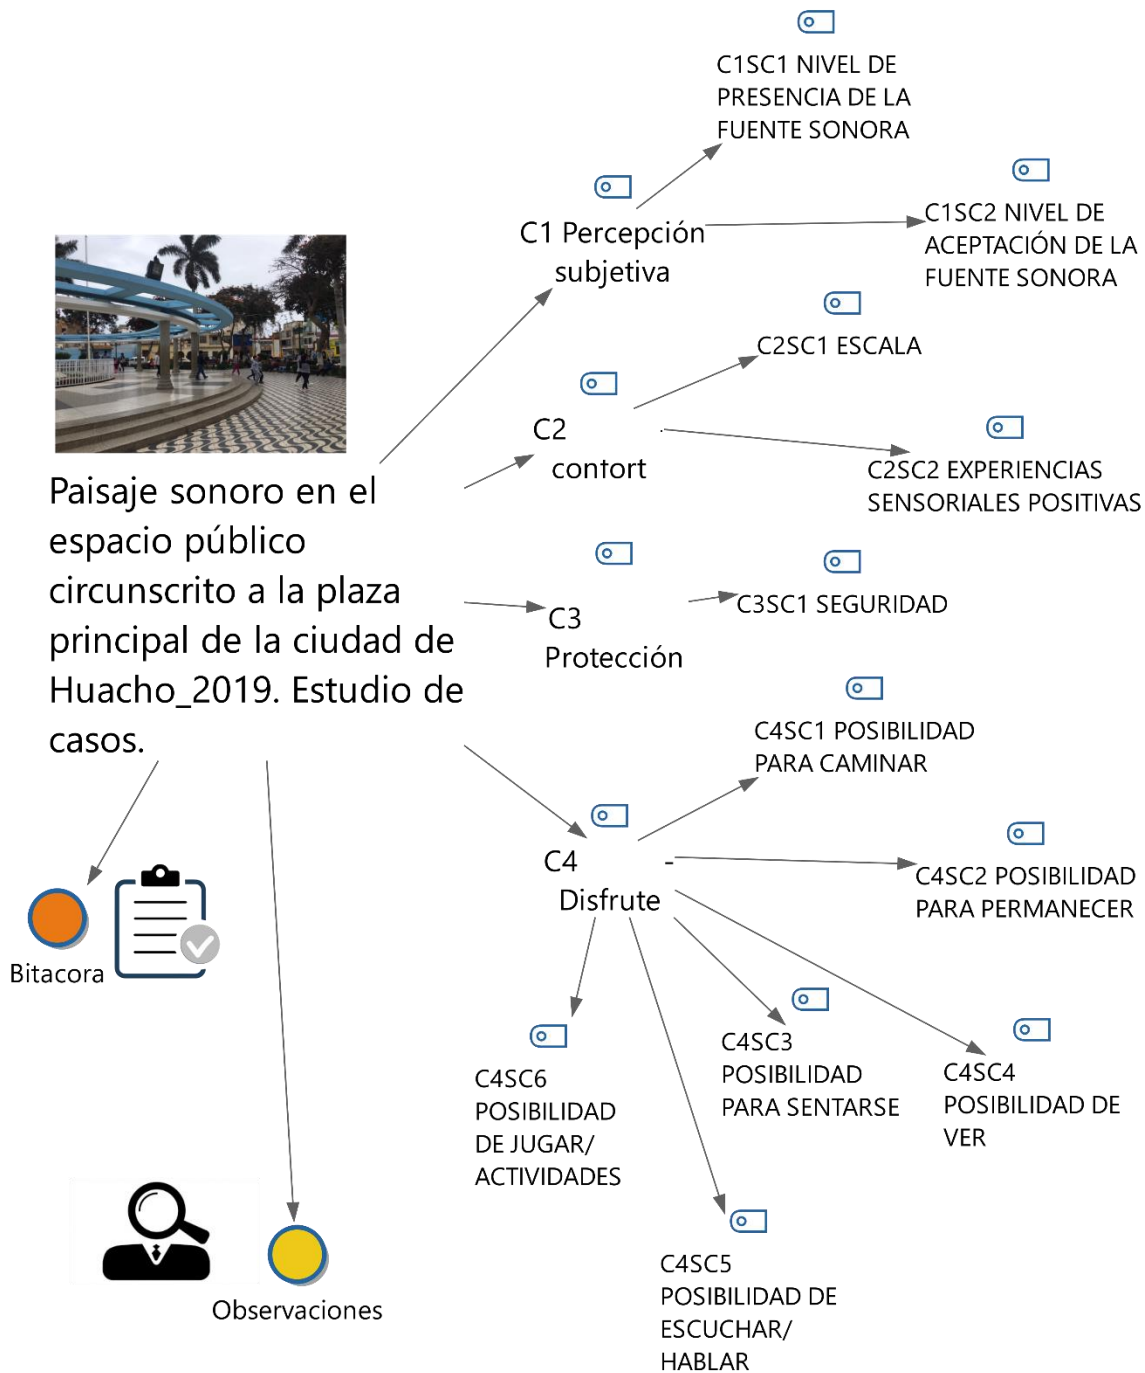 Paisaje sonoro en el
espacio público
circunscrito a la plaza
principal de la ciudad de
Huacho_2019. Estudio de
casos.
C1 Percepción
subjetiva
C1SC1 NIVEL DE
PRESENCIA DE LA
FUENTE SONORA
C1SC2 NIVEL DE
ACEPTACIÓN DE LA
FUENTE SONORA
C2
contort
C2SC1 ESCALA
C2SC2 EXPERIENCIAS
SENSORIALES POSITIVAS
C3
Protección
C3SC1 SEGURIDAD
C4 -
Disfrute
C4SC1 POSIBILIDAD
PARA CAMINAR
C4SC2 POSIBILIDAD
PARA PERMANECER
C4SC3
POSIBILIDAD
PARA SENTARSE
C4SC4
POSIBILIDAD DE
VER
C4SC5
POSIBILIDAD DE
ESCUCHAR/
HABLAR
C4SC6
POSIBILIDAD
DE JUGAR/
ACTIVIDADES
Bitacora
Observaciones